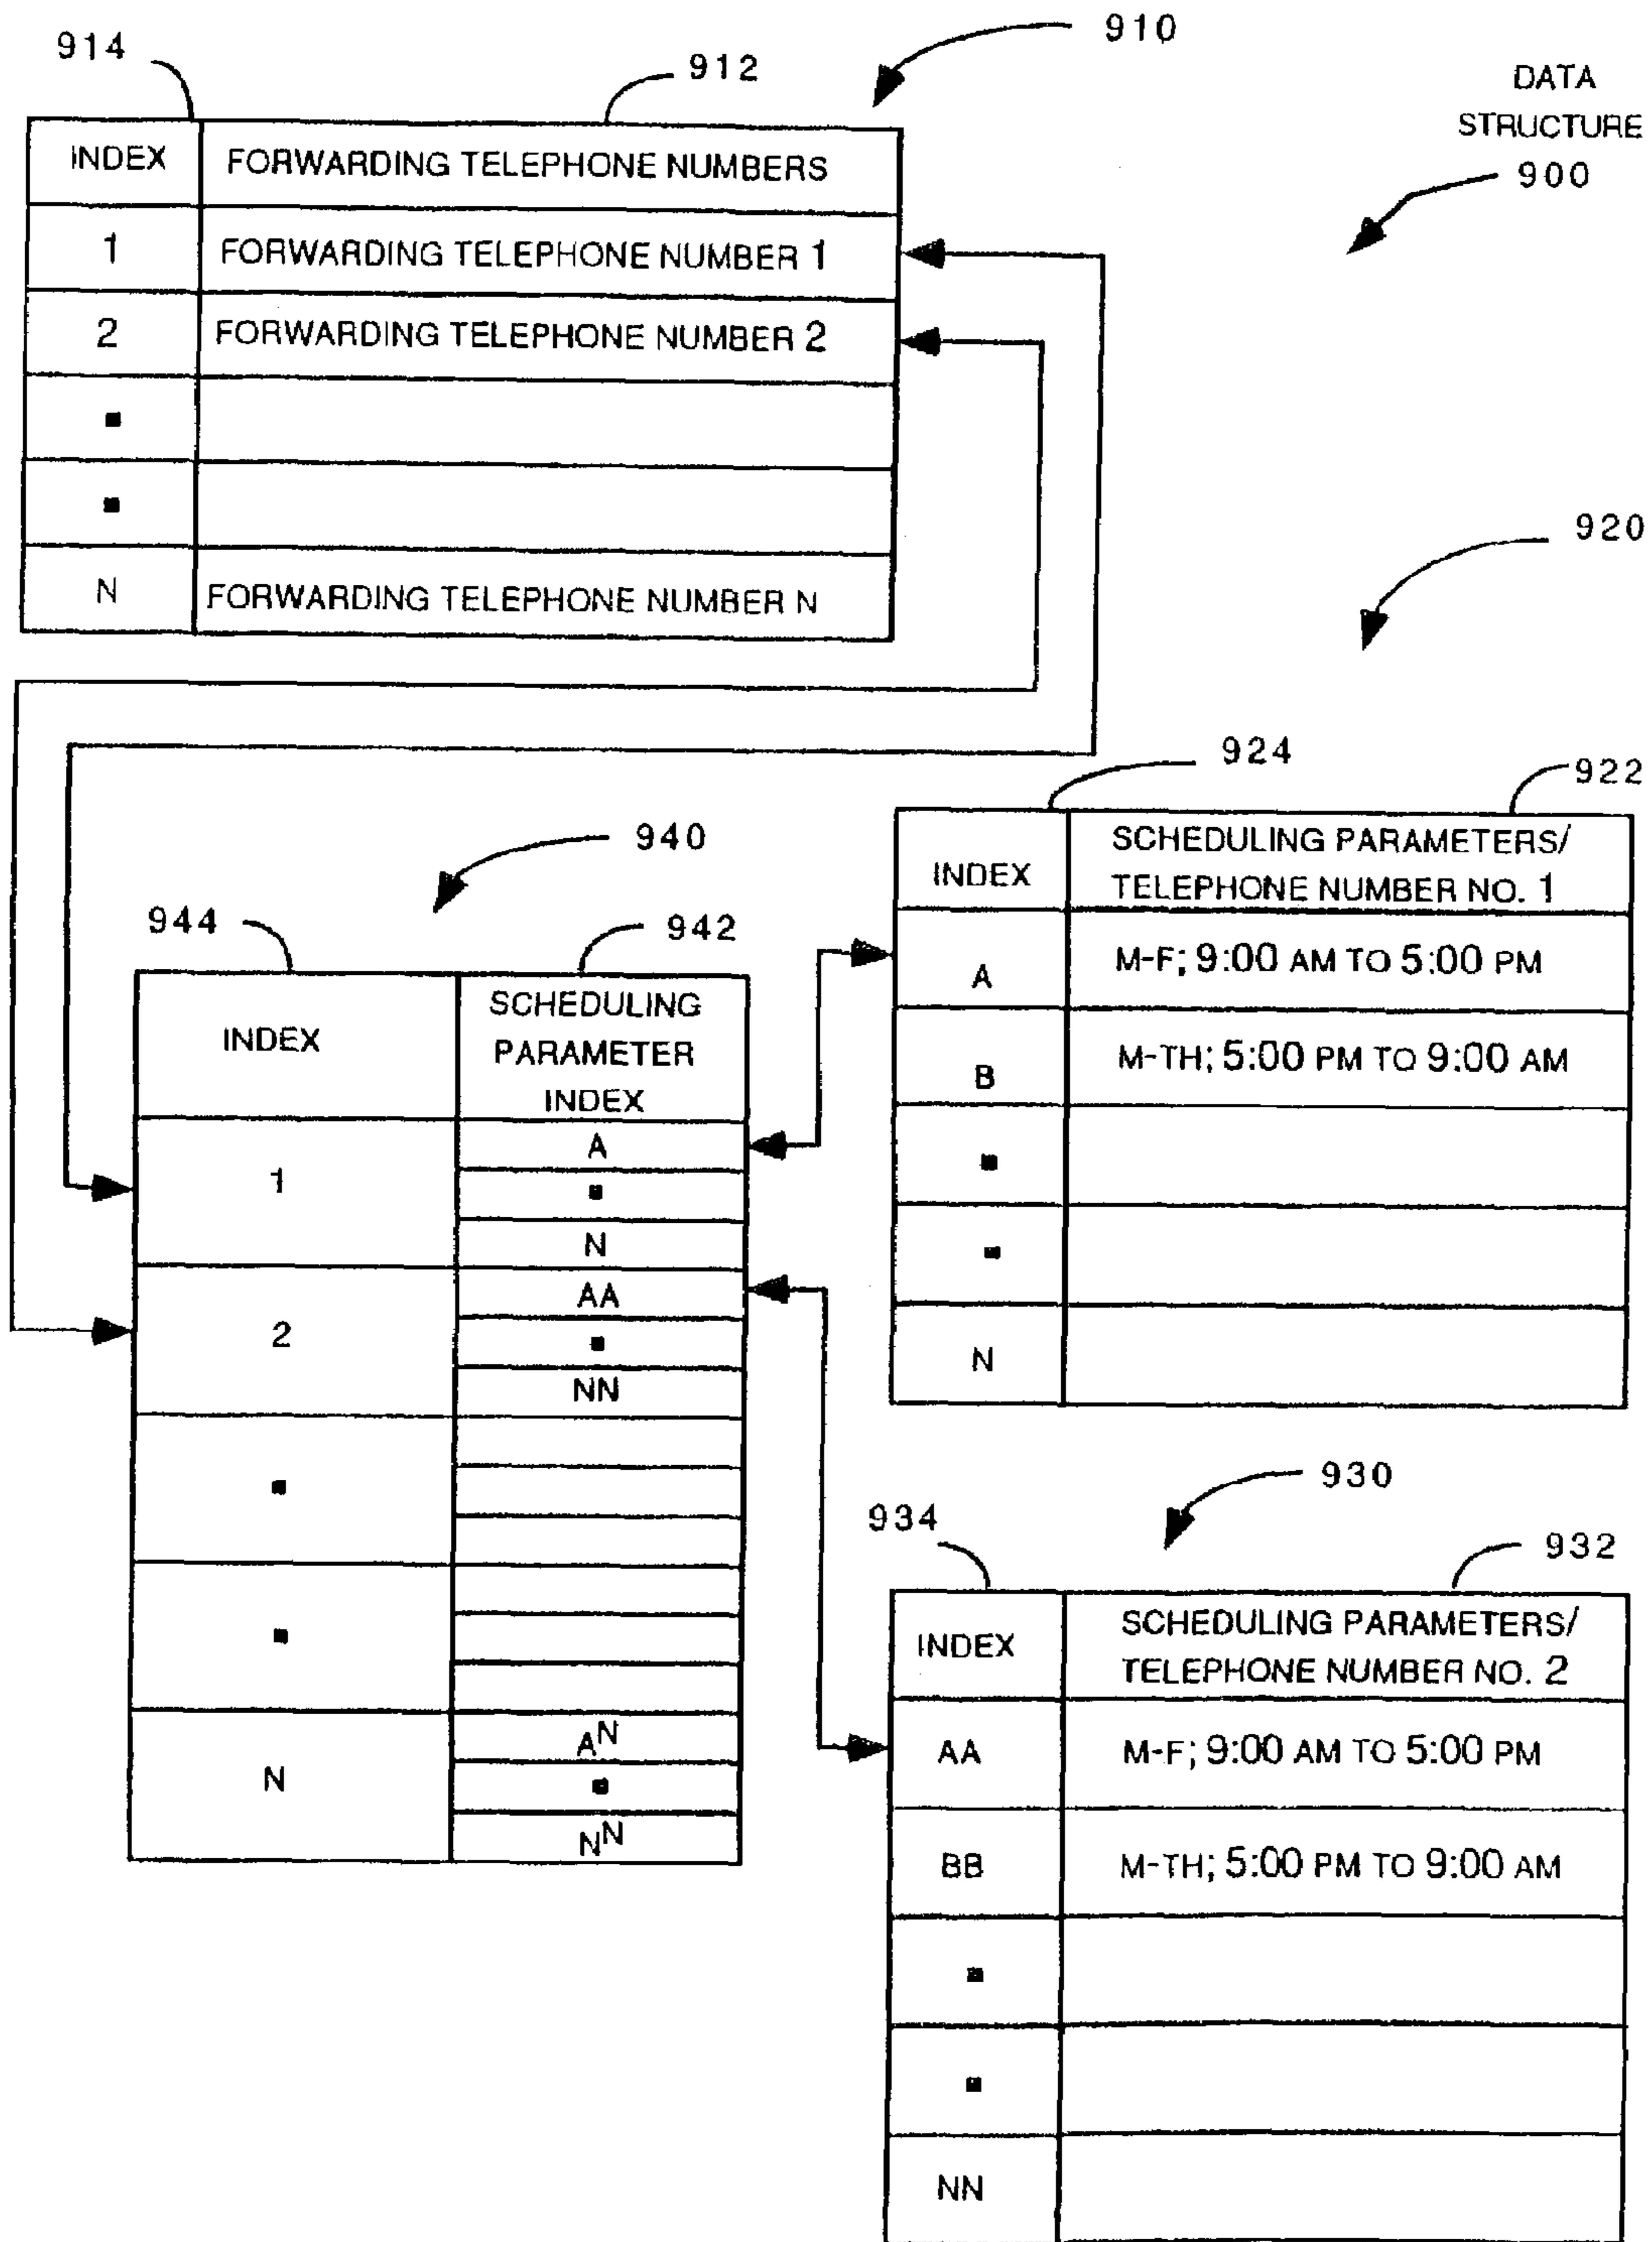 914
912
910
DATA
STRUCTURE
900
INDEX FORWARDING TELEPHONE NUMBERS
1 FORWARDING TELEPHONE NUMBER 1
2 FORWARDING TELEPHONE NUMBER 2
N FORWARDING TELEPHONE NUMBER N
920
924
922
INDEX
SCHEDULING PARAMETERS/
TELEPHONE NUMBER NO. 1
A M-F; 9:00 AM TO 5:00 PM
B M-TH; 5:00 PM TO 9:00 AM
N
940
944
942
INDEX
SCHEDULING
PARAMETER
INDEX
1
A
N
2
AA
NN
N
A^N
N^N
930
934
932
INDEX
SCHEDULING PARAMETERS/
TELEPHONE NUMBER NO. 2
AA M-F; 9:00 AM TO 5:00 PM
BB M-TH; 5:00 PM TO 9:00 AM
NN